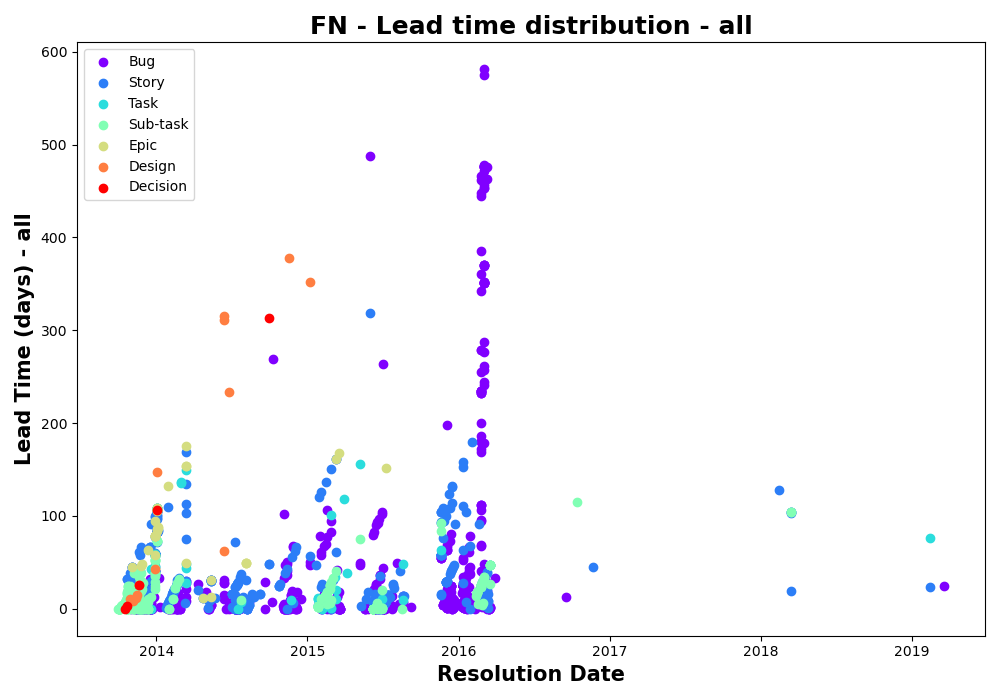 FN - Lead time distribution - all
Lead Time (days) - all
600
500
400
300
200
100
0
Bug
Story
Task
Sub-task
Epic
Design
Decision
2014 2015 2016 2017 2018 2019
Resolution Date